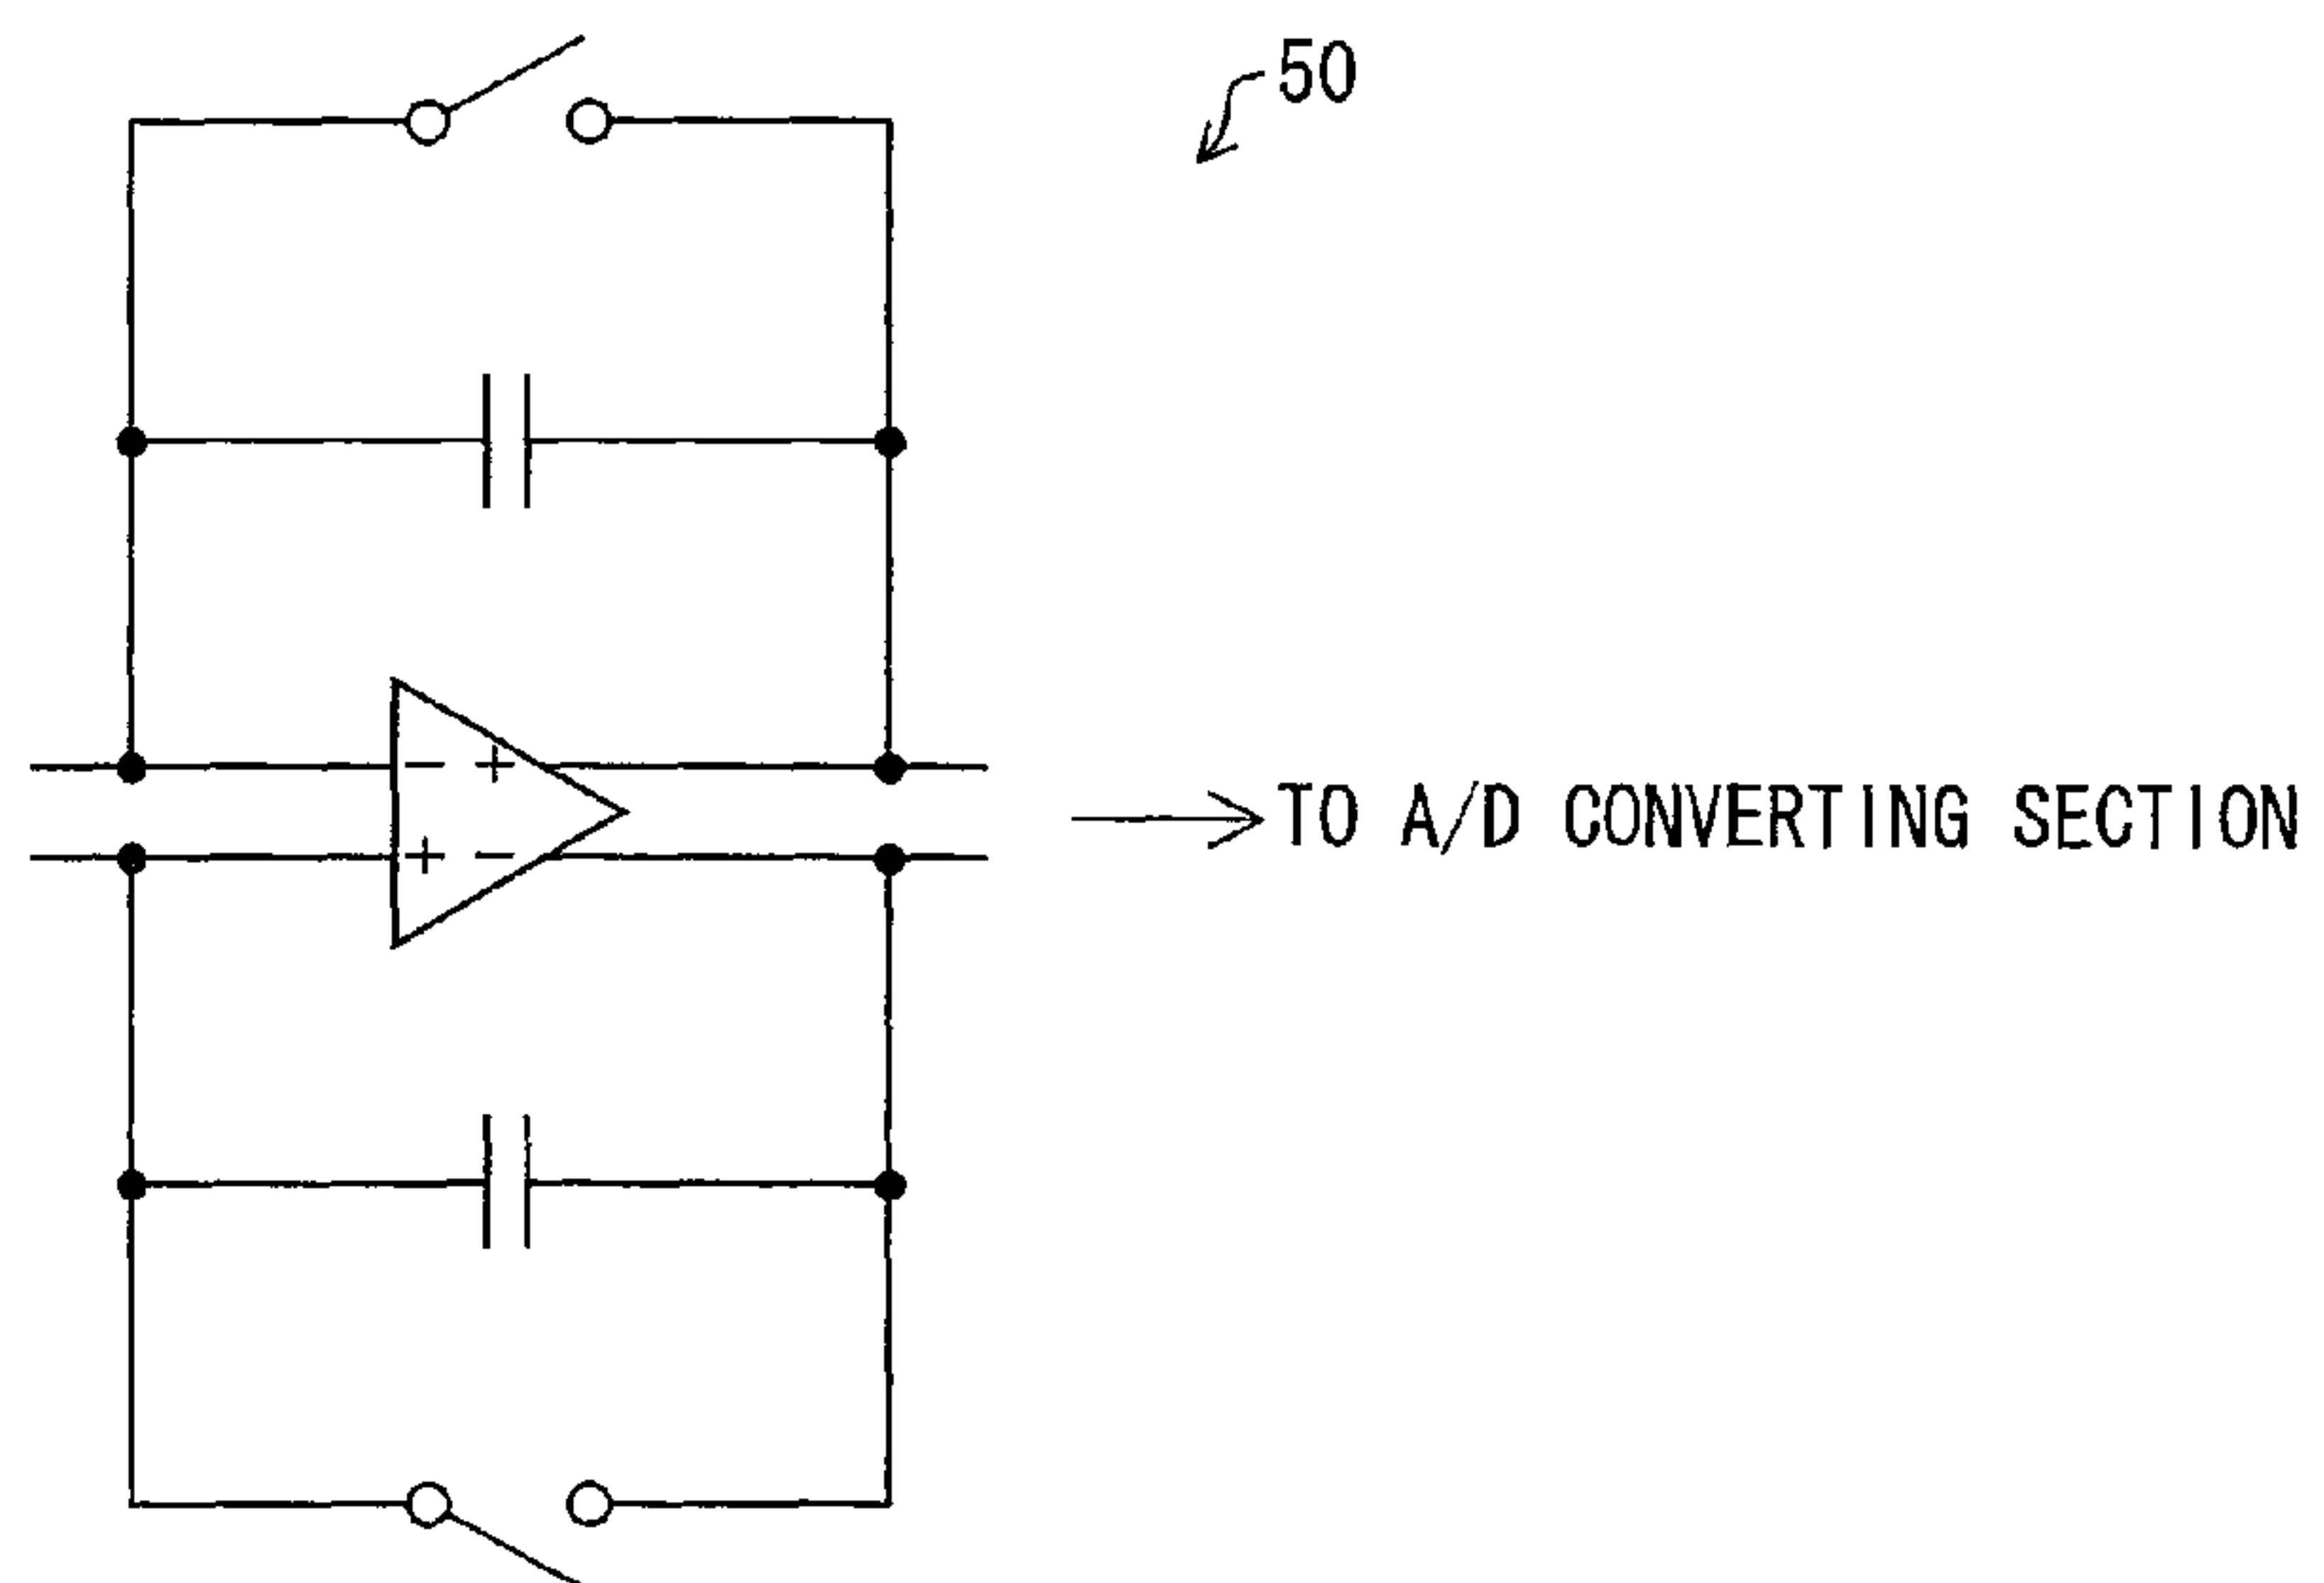 50
− +
+ −
TO A/D CONVERTING SECTION